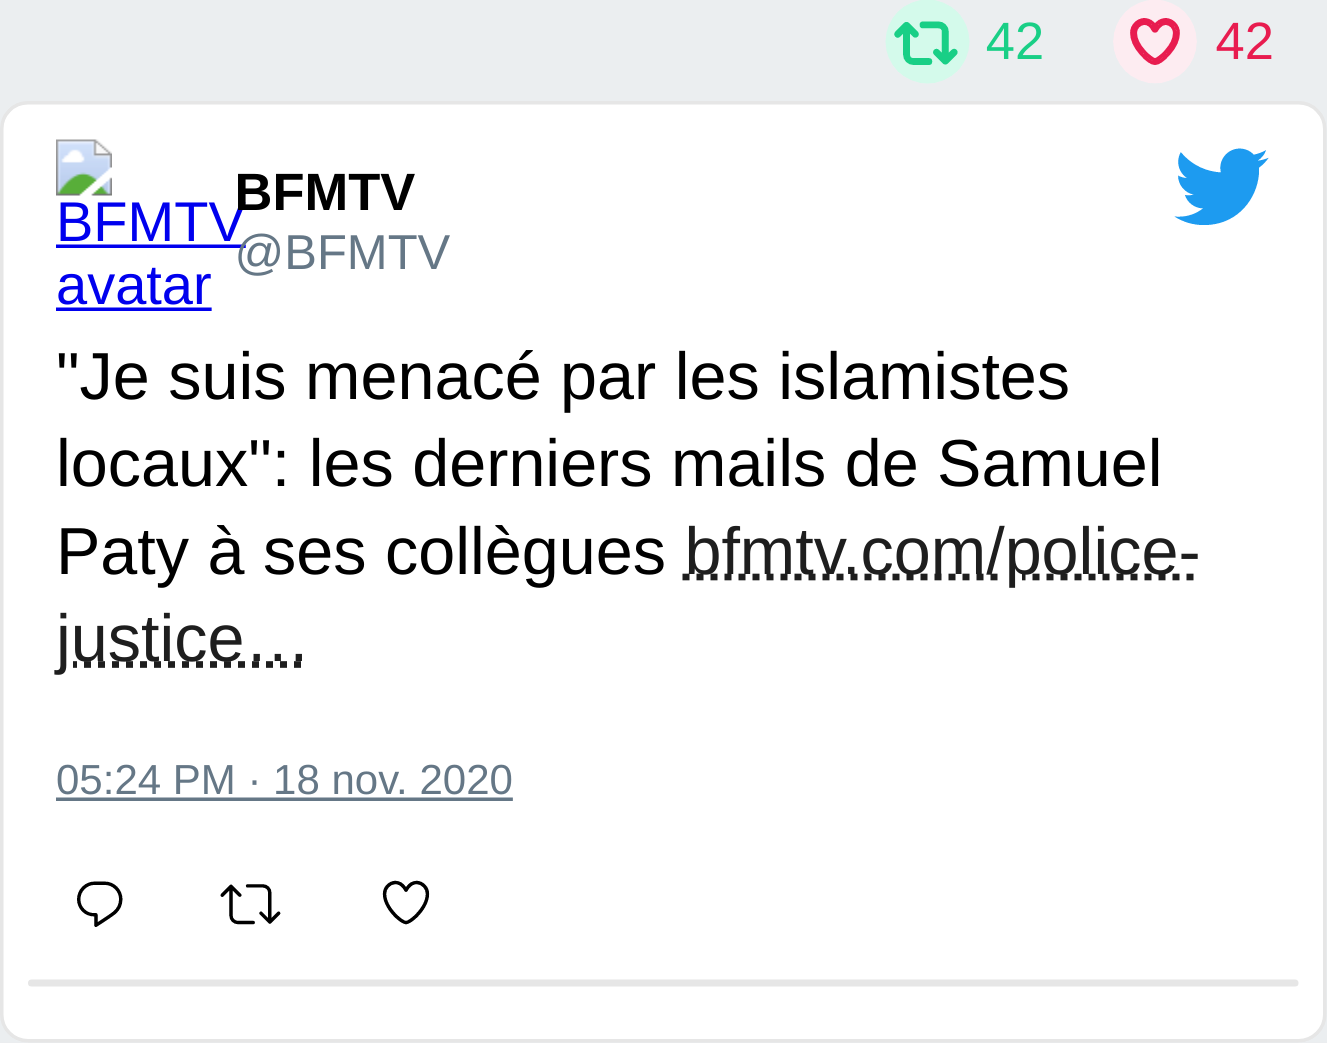 42 42
BFMTV avatar
BFMTV
@BFMTV
"Je suis menacé par les islamistes
locaux": les derniers mails de Samuel
Paty à ses collègues bfmtv.com/police-
justice…
05:24 PM · 18 nov. 2020